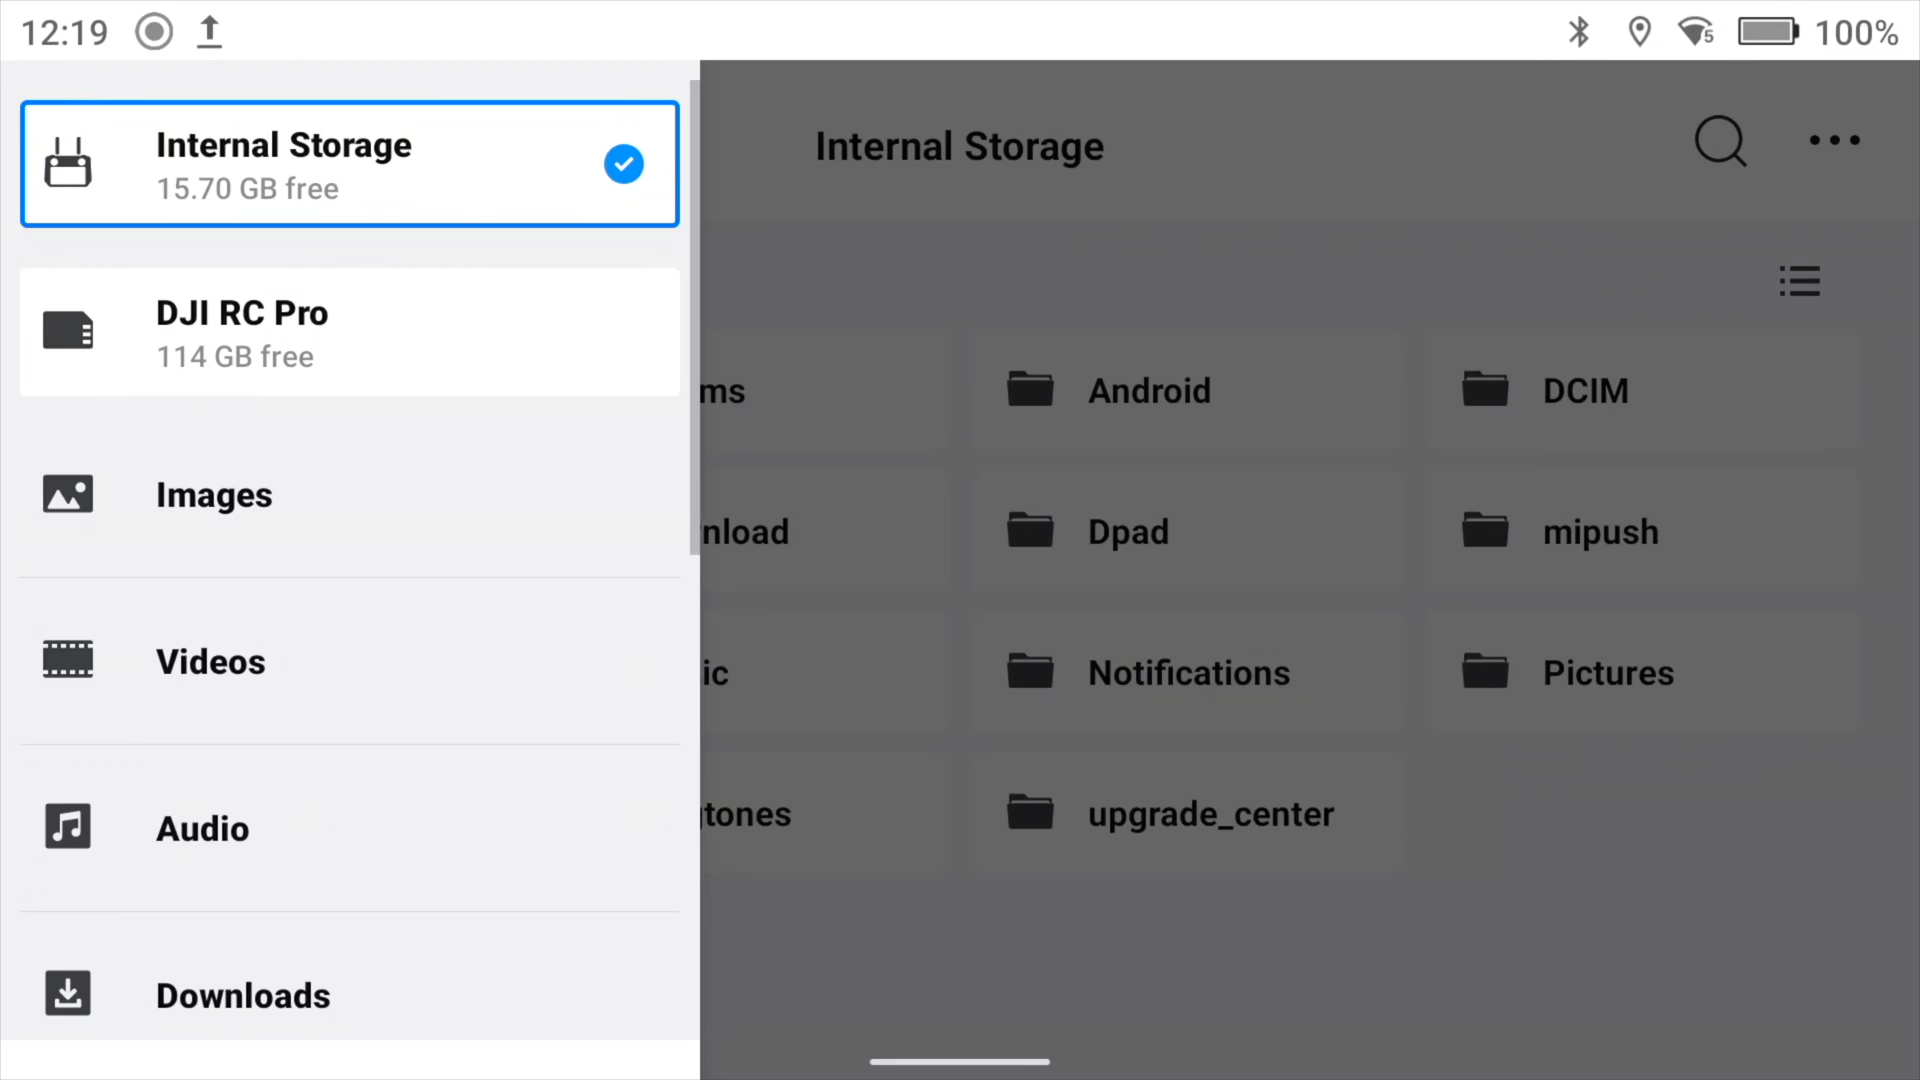 12:19
5
100%
Internal Storage
15.70 GB free
DJI RC Pro
114 GB free
Images
Videos
Audio
Downloads
Internal Storage
ms
Android
DCIM
nload
Dpad
mipush
ic
Notifications
Pictures
tones
upgrade_center